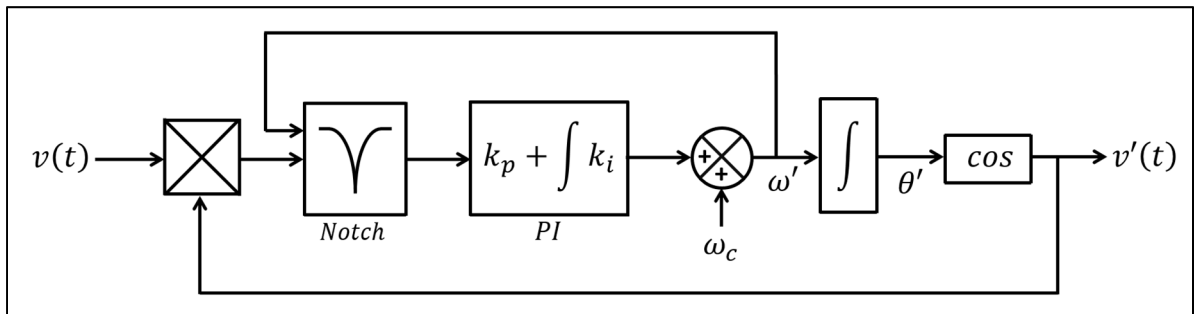 v(t)
Notch
k_p + ∫ k_i
PI
+
+
ω_c
ω′
∫
θ′
cos
v′(t)